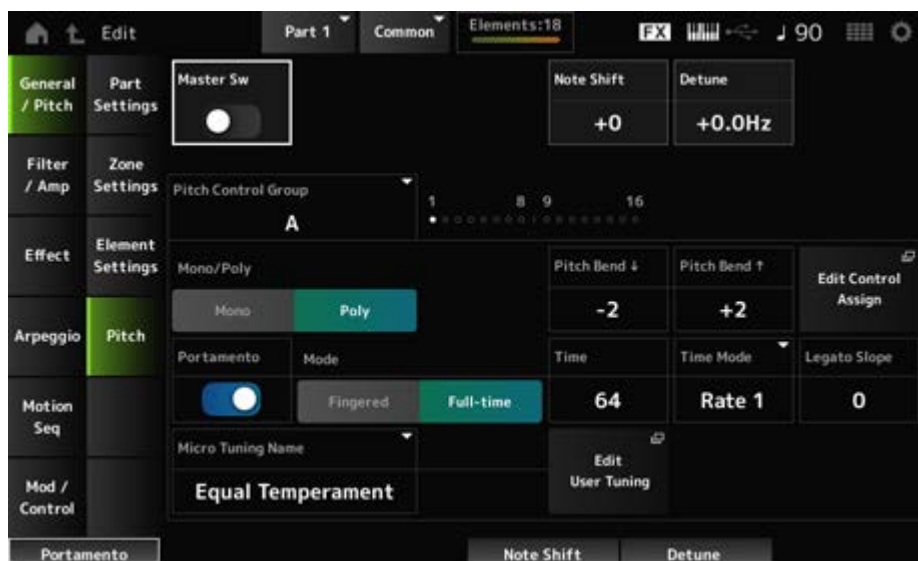 Edit
Part 1
Common
Elements:18
FX
90
General / Pitch
Part Settings
Master Sw
Note Shift
+0
Detune
+0.0Hz
Filter / Amp
Zone Settings
Pitch Control Group
A
1 8 9 16
Effect
Element Settings
Mono/Poly
Mono
Poly
Pitch Bend ↓
-2
Pitch Bend ↑
+2
Edit Control Assign
Arpeggio
Pitch
Portamento
Mode
Fingered
Full-time
Time
64
Time Mode
Rate 1
Legato Slope
0
Motion Seq
Micro Tuning Name
Equal Temperament
Edit User Tuning
Mod / Control
Portamento
Note Shift
Detune